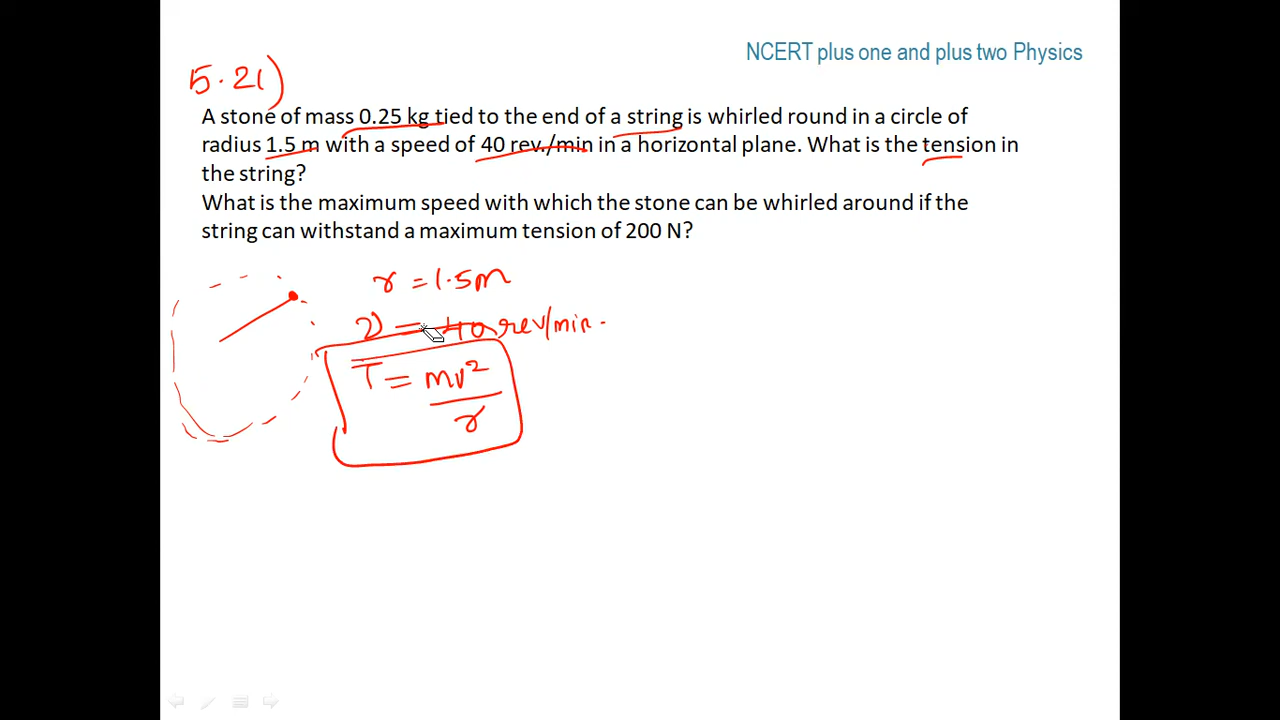 NCERT plus one and plus two Physics
5.21)
A stone of mass 0.25 kg tied to the end of a string is whirled round in a circle of
radius 1.5 m with a speed of 40 rev./min in a horizontal plane. What is the tension in
the string?
What is the maximum speed with which the stone can be whirled around if the
string can withstand a maximum tension of 200 N?
r = 1.5m
ν = 40 rev/min.
T = mv²
r